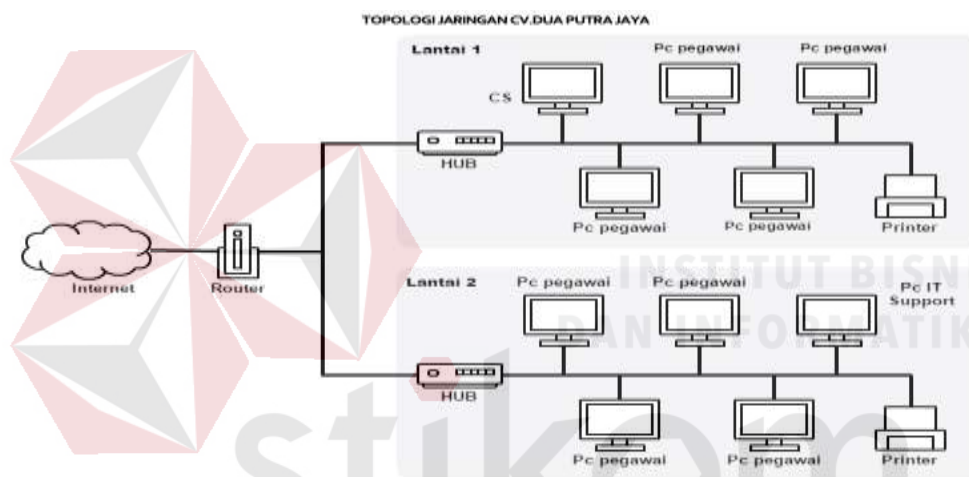 TOPOLOGI JARINGAN CV.DUA PUTRA JAYA
Lantai 1
Pc pegawai
Pc pegawai
CS
HUB
Pc pegawai
Pc pegawai
Printer
Internet
Router
INSTITUT BISNI
DAN INFORMATIK
Lantai 2
Pc pegawai
Pc pegawai
Pc IT
Support
HUB
Pc pegawai
Pc pegawai
Printer
stikom